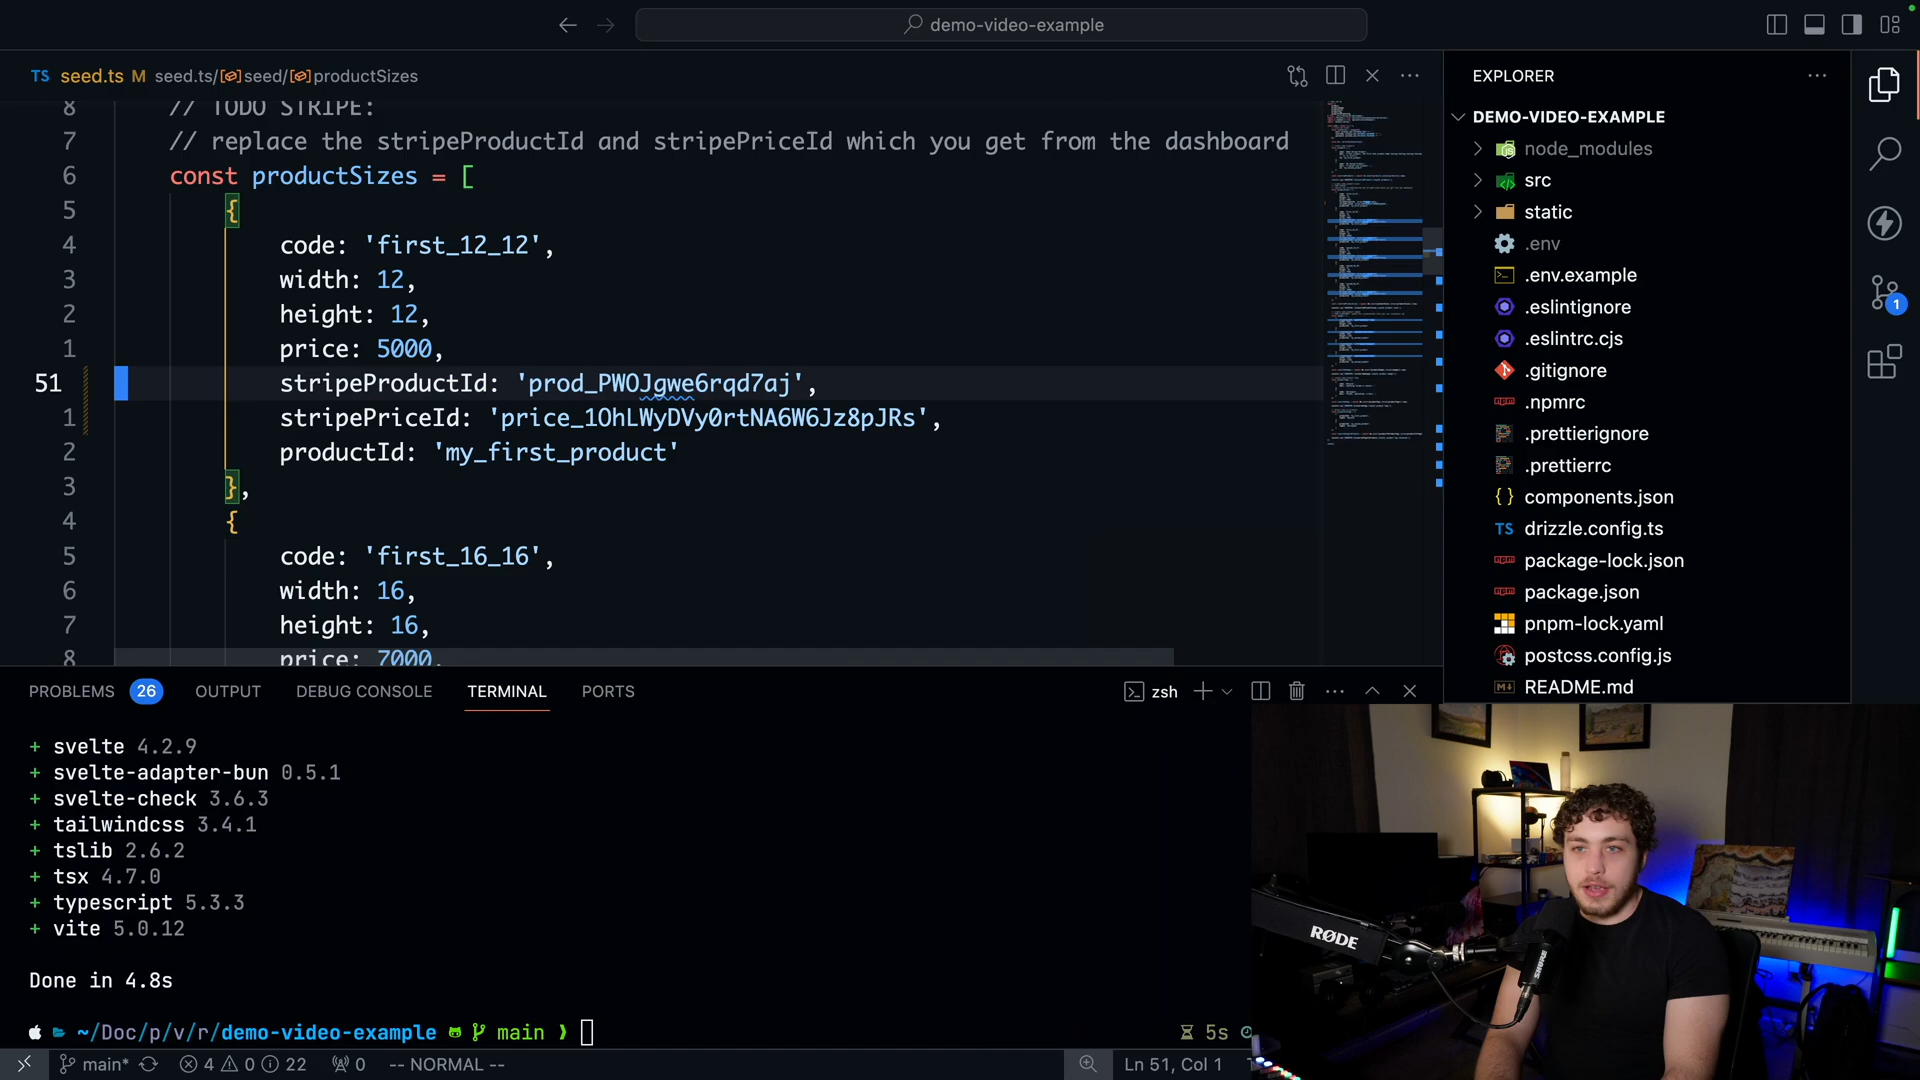 demo-video-example
TS seed.ts M seed.ts/seed/productSizes
8 // TODO STRIPE:
7 // replace the stripeProductId and stripePriceId which you get from the dashboard
6 const productSizes = [
5 {
4 code: 'first_12_12',
3 width: 12,
2 height: 12,
1 price: 5000,
51 stripeProductId: 'prod_PWOJgwe6rqd7aj',
1 stripePriceId: 'price_1OhLWyDVy0rtNA6W6Jz8pJRs',
2 productId: 'my_first_product'
3 },
4 {
5 code: 'first_16_16',
6 width: 16,
7 height: 16,
8 price: 7000,
EXPLORER
DEMO-VIDEO-EXAMPLE
node_modules
src
static
.env
.env.example
.eslintignore
.eslintrc.cjs
.gitignore
.npmrc
.prettierignore
.prettierrc
{ } components.json
TS drizzle.config.ts
package-lock.json
package.json
pnpm-lock.yaml
postcss.config.js
README.md
1
PROBLEMS 26 OUTPUT DEBUG CONSOLE TERMINAL PORTS
zsh
+ svelte 4.2.9
+ svelte-adapter-bun 0.5.1
+ svelte-check 3.6.3
+ tailwindcss 3.4.1
+ tslib 2.6.2
+ tsx 4.7.0
+ typescript 5.3.3
+ vite 5.0.12
Done in 4.8s
~/Doc/p/v/r/demo-video-example main ❯
5s
main* 4 0 22 0 -- NORMAL --
Ln 51, Col 1
RØDE
SHURE